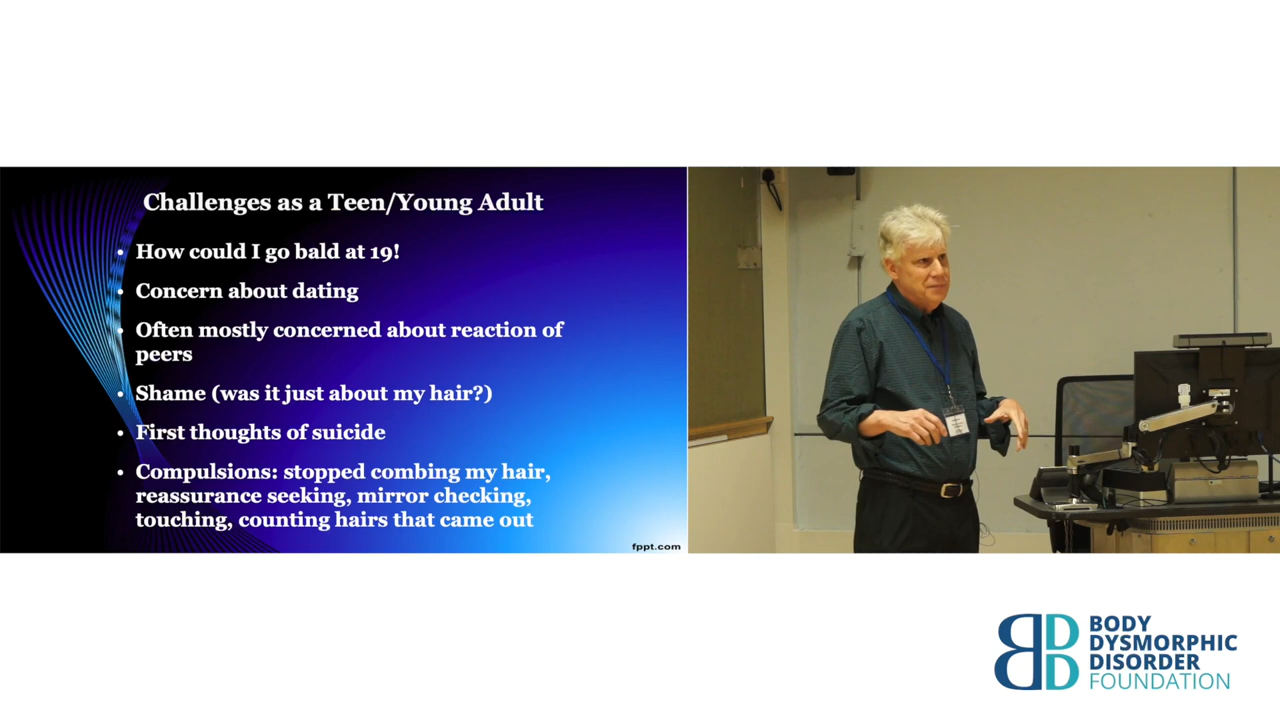 Challenges as a Teen/Young Adult
• How could I go bald at 19!
• Concern about dating
• Often mostly concerned about reaction of
peers
• Shame (was it just about my hair?)
• First thoughts of suicide
• Compulsions: stopped combing my hair,
reassurance seeking, mirror checking,
touching, counting hairs that came out
fppt.com
BODY
DYSMORPHIC
DISORDER
FOUNDATION